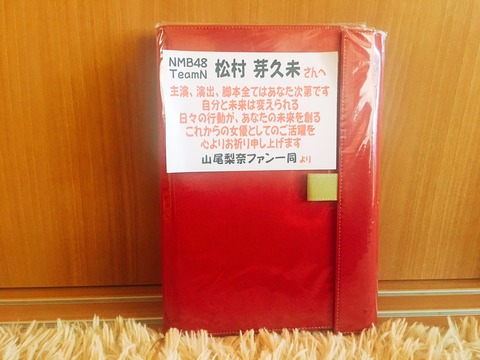 NMB48
TeamN 松村 芽久未さんへ
主演、演出、脚本全てはあなた次第です
自分と未来は変えられる
日々の行動が、あなたの未来を創る
これからの女優としてのご活躍を
心よりお祈り申し上げます
山尾梨奈ファン一同 より